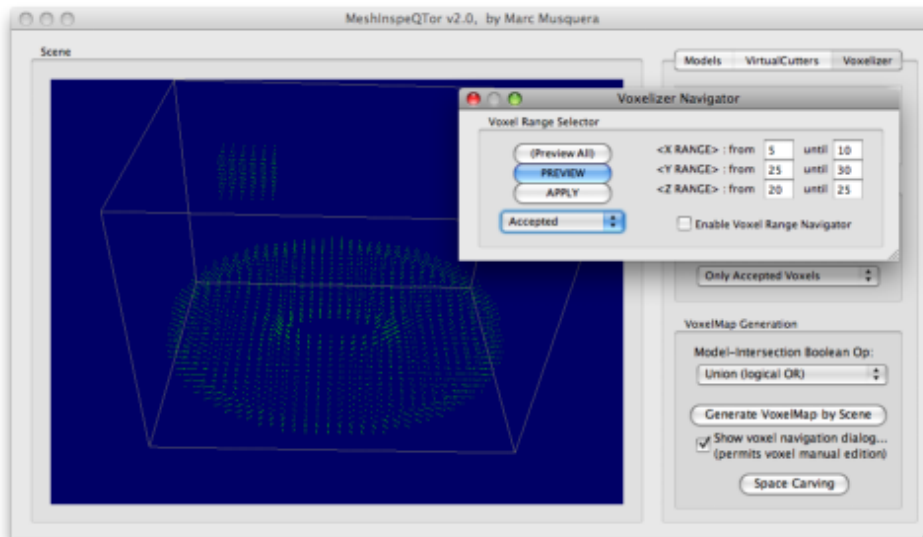 MeshInspeQTor v2.0, by Marc Musquera
Scene
Models VirtualCutters Voxelizer
Voxelizer Navigator
Voxel Range Selector
(Preview All)
PREVIEW
APPLY
Accepted
<X RANGE> : from 5 until 10
<Y RANGE> : from 25 until 30
<Z RANGE> : from 20 until 25
Enable Voxel Range Navigator
Only Accepted Voxels
VoxelMap Generation
Model-Intersection Boolean Op:
Union (logical OR)
Generate VoxelMap by Scene
Show voxel navigation dialog...
(permits voxel manual edition)
Space Carving